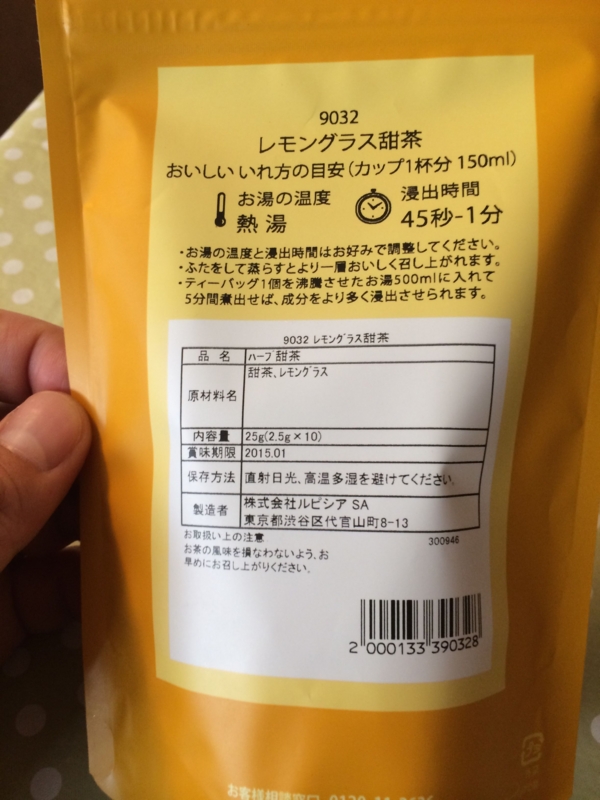 9032
レモングラス甜茶
おいしい いれ方の目安(カップ1杯分 150ml)
お湯の温度
熱湯
浸出時間
45秒-1分
・お湯の温度と浸出時間はお好みで調整してください。
・ふたをして蒸らすとより一層おいしく召し上がれます。
・ティーバッグ1個を沸騰させたお湯500mlに入れて
5分間煮出せば、成分をより多く浸出させられます。
9032 レモングラス甜茶
品名 ハーブ甜茶
原材料名 甜茶、レモングラス
内容量 25g(2.5g×10)
賞味期限 2015.01
保存方法 直射日光、高温多湿を避けてください。
製造者 株式会社ルピシア SA
東京都渋谷区代官山町8-13
お取扱い上の注意 300946
お茶の風味を損なわないよう、お
早めにお召し上がりください。
2 000133 390328
お客様相談窓口